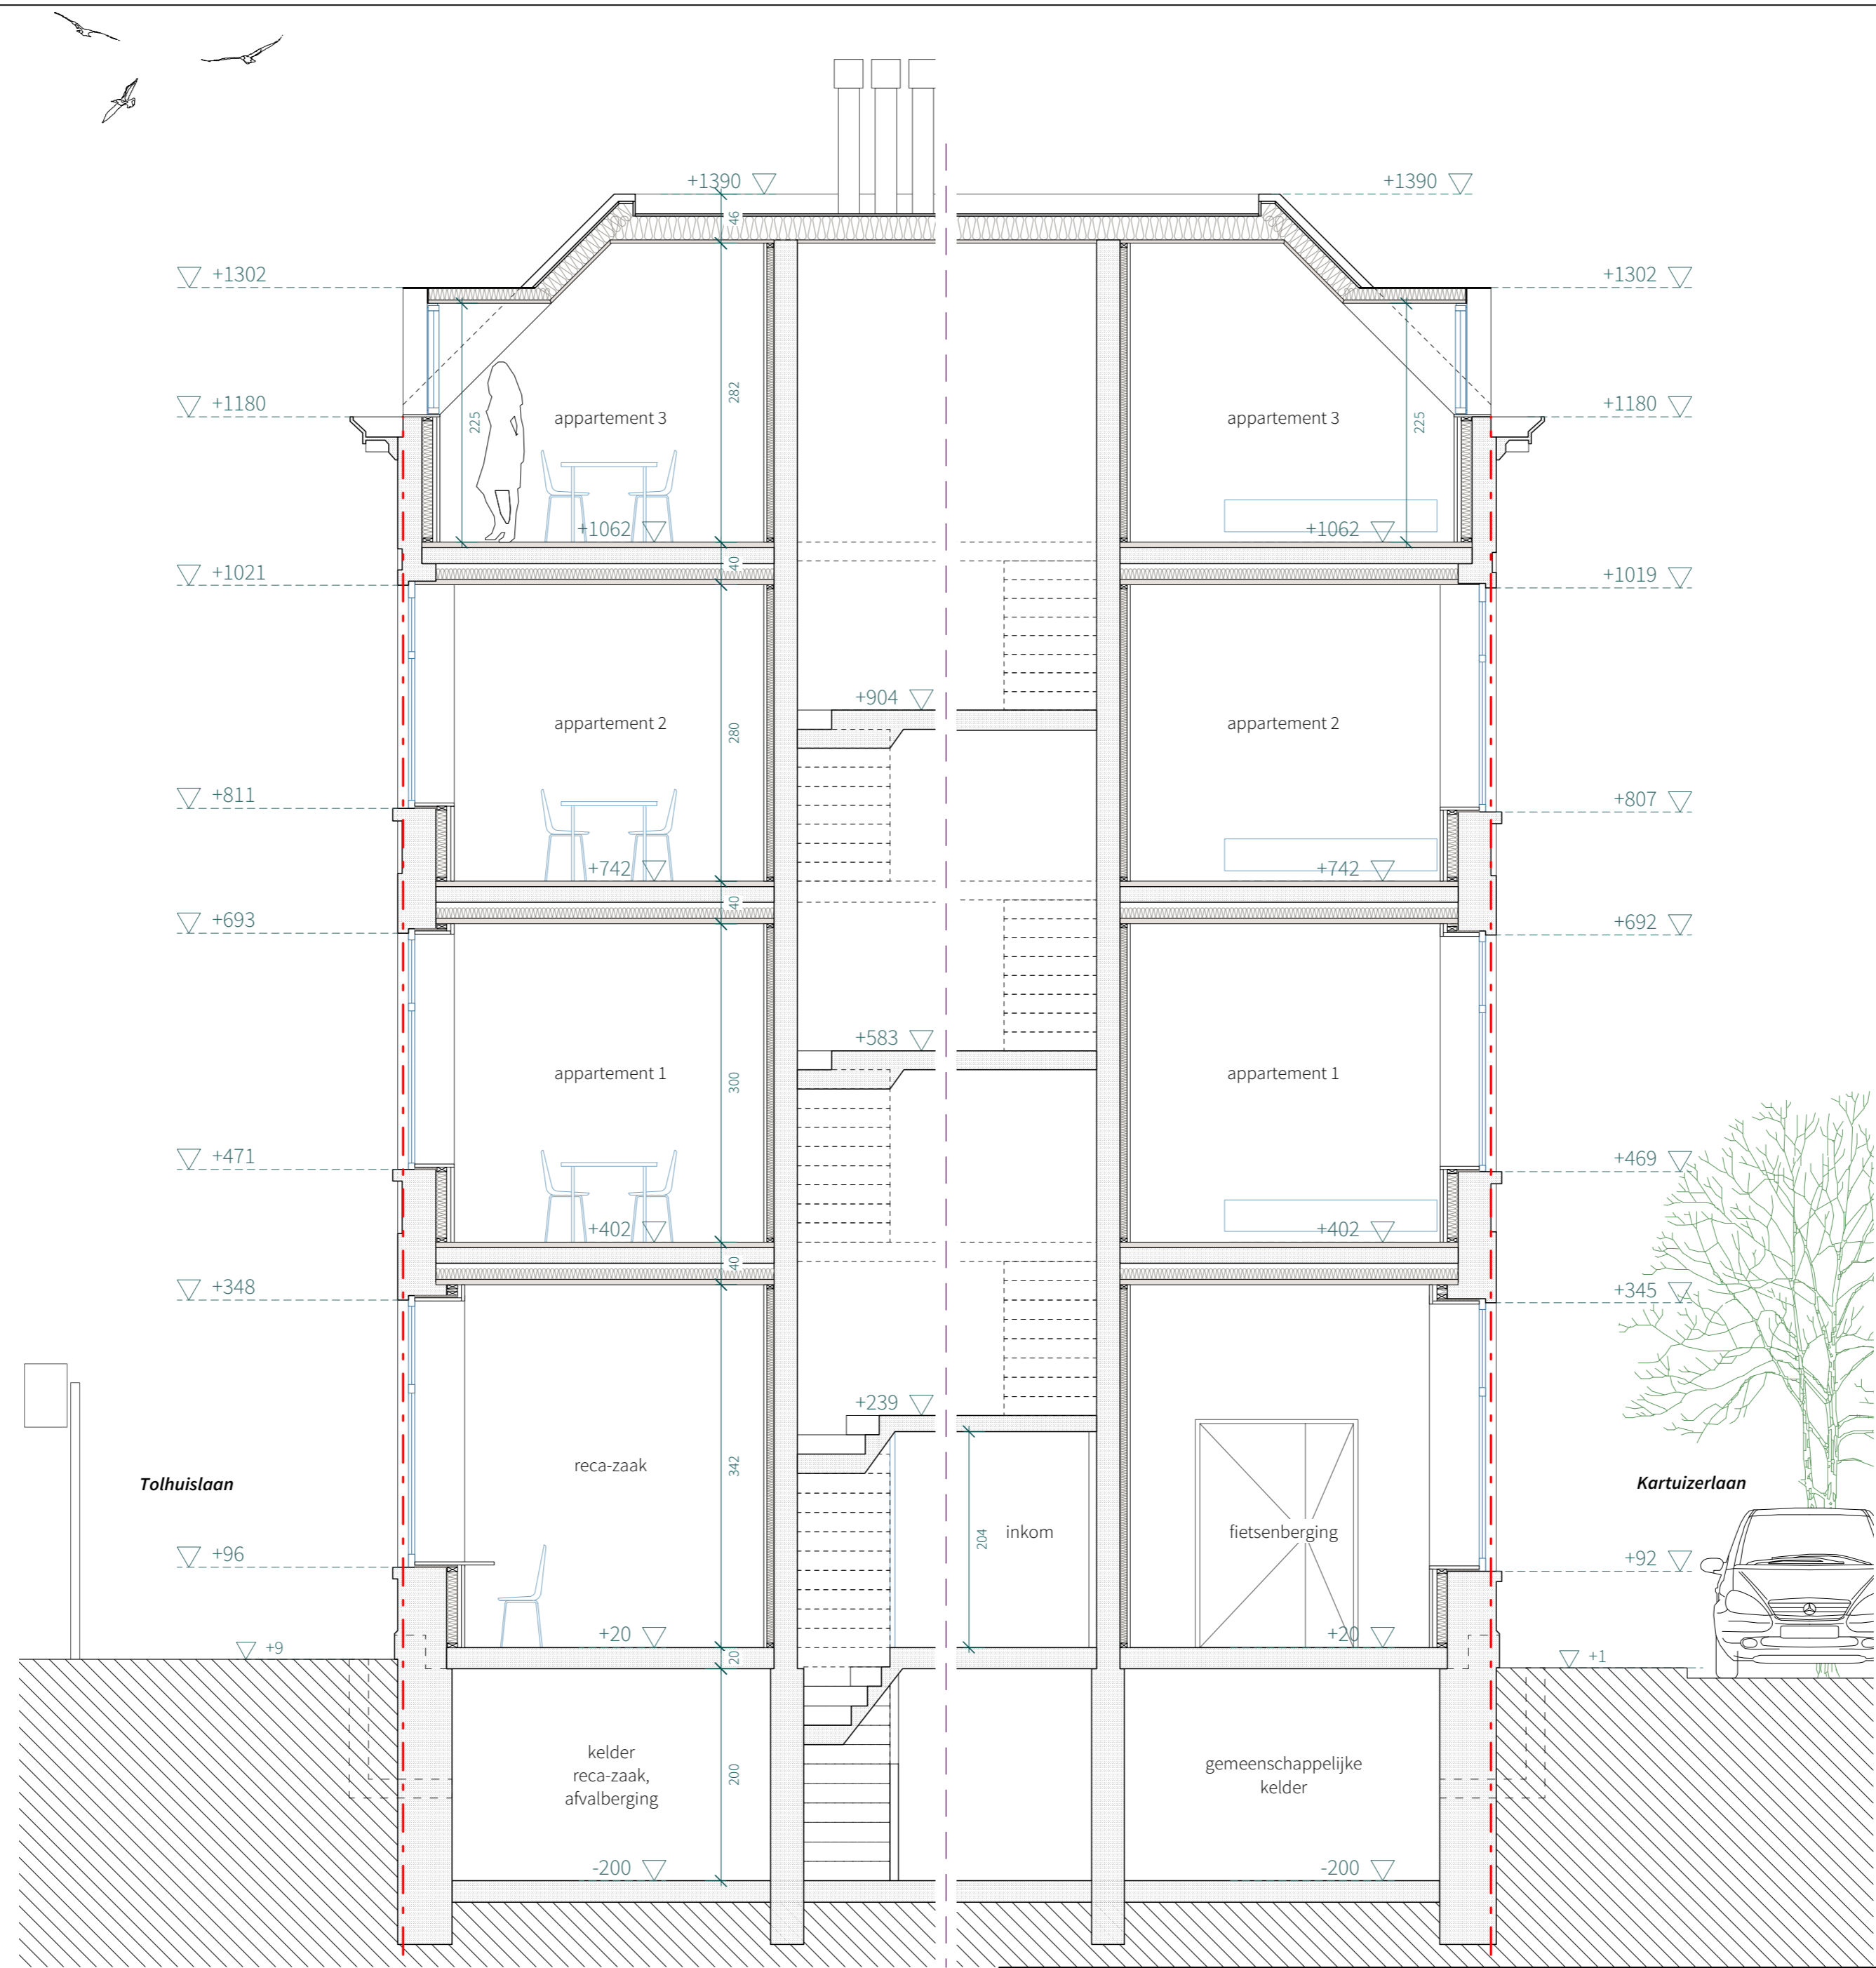 +1390
+1390
46
+1302
+1302
282
+1180
appartement 3
225
appartement 3
225
+1180
+1062
+1062
40
+1021
+1019
+904
appartement 2
280
appartement 2
+811
+807
+742
+742
40
+693
+692
+583
appartement 1
300
appartement 1
+471
+469
+402
+402
40
+348
+345
+239
reca-zaak
342
Tolhuislaan
Kartuizerlaan
204
inkom
fietsenberging
+96
+92
+20
+20
+9
20
+1
kelder
reca-zaak,
afvalberging
200
gemeenschappelijke
kelder
-200
-200